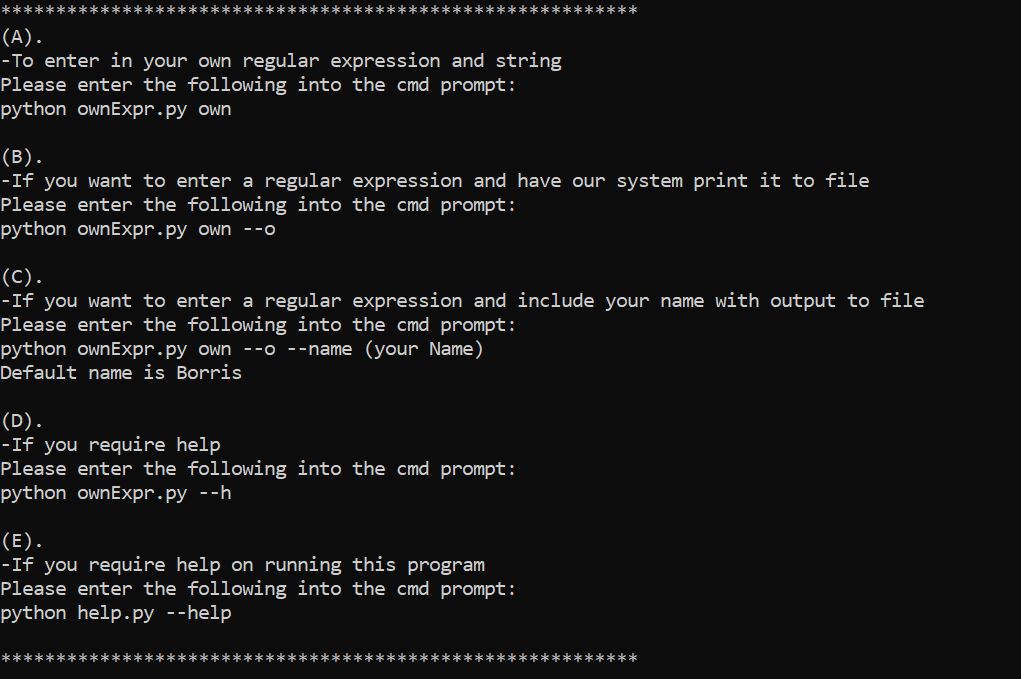 **********************************************************
(A).
-To enter in your own regular expression and string
Please enter the following into the cmd prompt:
python ownExpr.py own
(B).
-If you want to enter a regular expression and have our system print it to file
Please enter the following into the cmd prompt:
python ownExpr.py own --o
(C).
-If you want to enter a regular expression and include your name with output to file
Please enter the following into the cmd prompt:
python ownExpr.py own --o --name (your Name)
Default name is Borris
(D).
-If you require help
Please enter the following into the cmd prompt:
python ownExpr.py --h
(E).
-If you require help on running this program
Please enter the following into the cmd prompt:
python help.py --help
**********************************************************